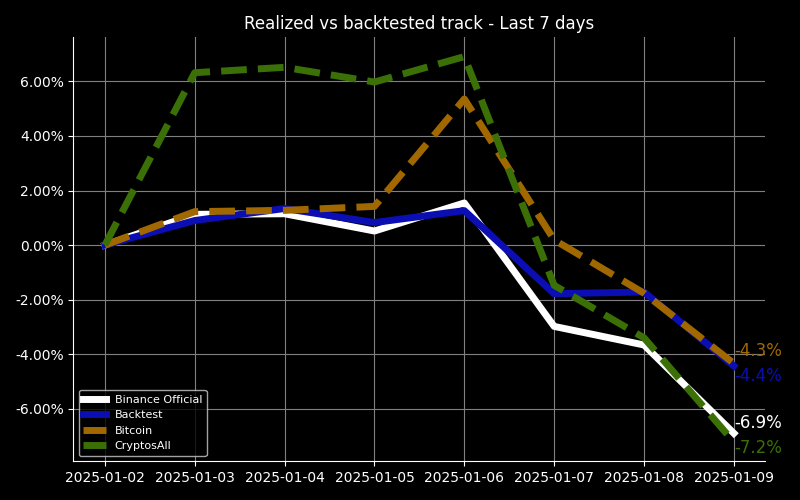 Realized vs backtested track - Last 7 days
6.00%
4.00%
2.00%
0.00%
-2.00%
-4.00%
-6.00%
-4.3%
-4.4%
-6.9%
-7.2%
Binance Official
Backtest
Bitcoin
CryptosAll
2025-01-02 2025-01-03 2025-01-04 2025-01-05 2025-01-06 2025-01-07 2025-01-08 2025-01-09